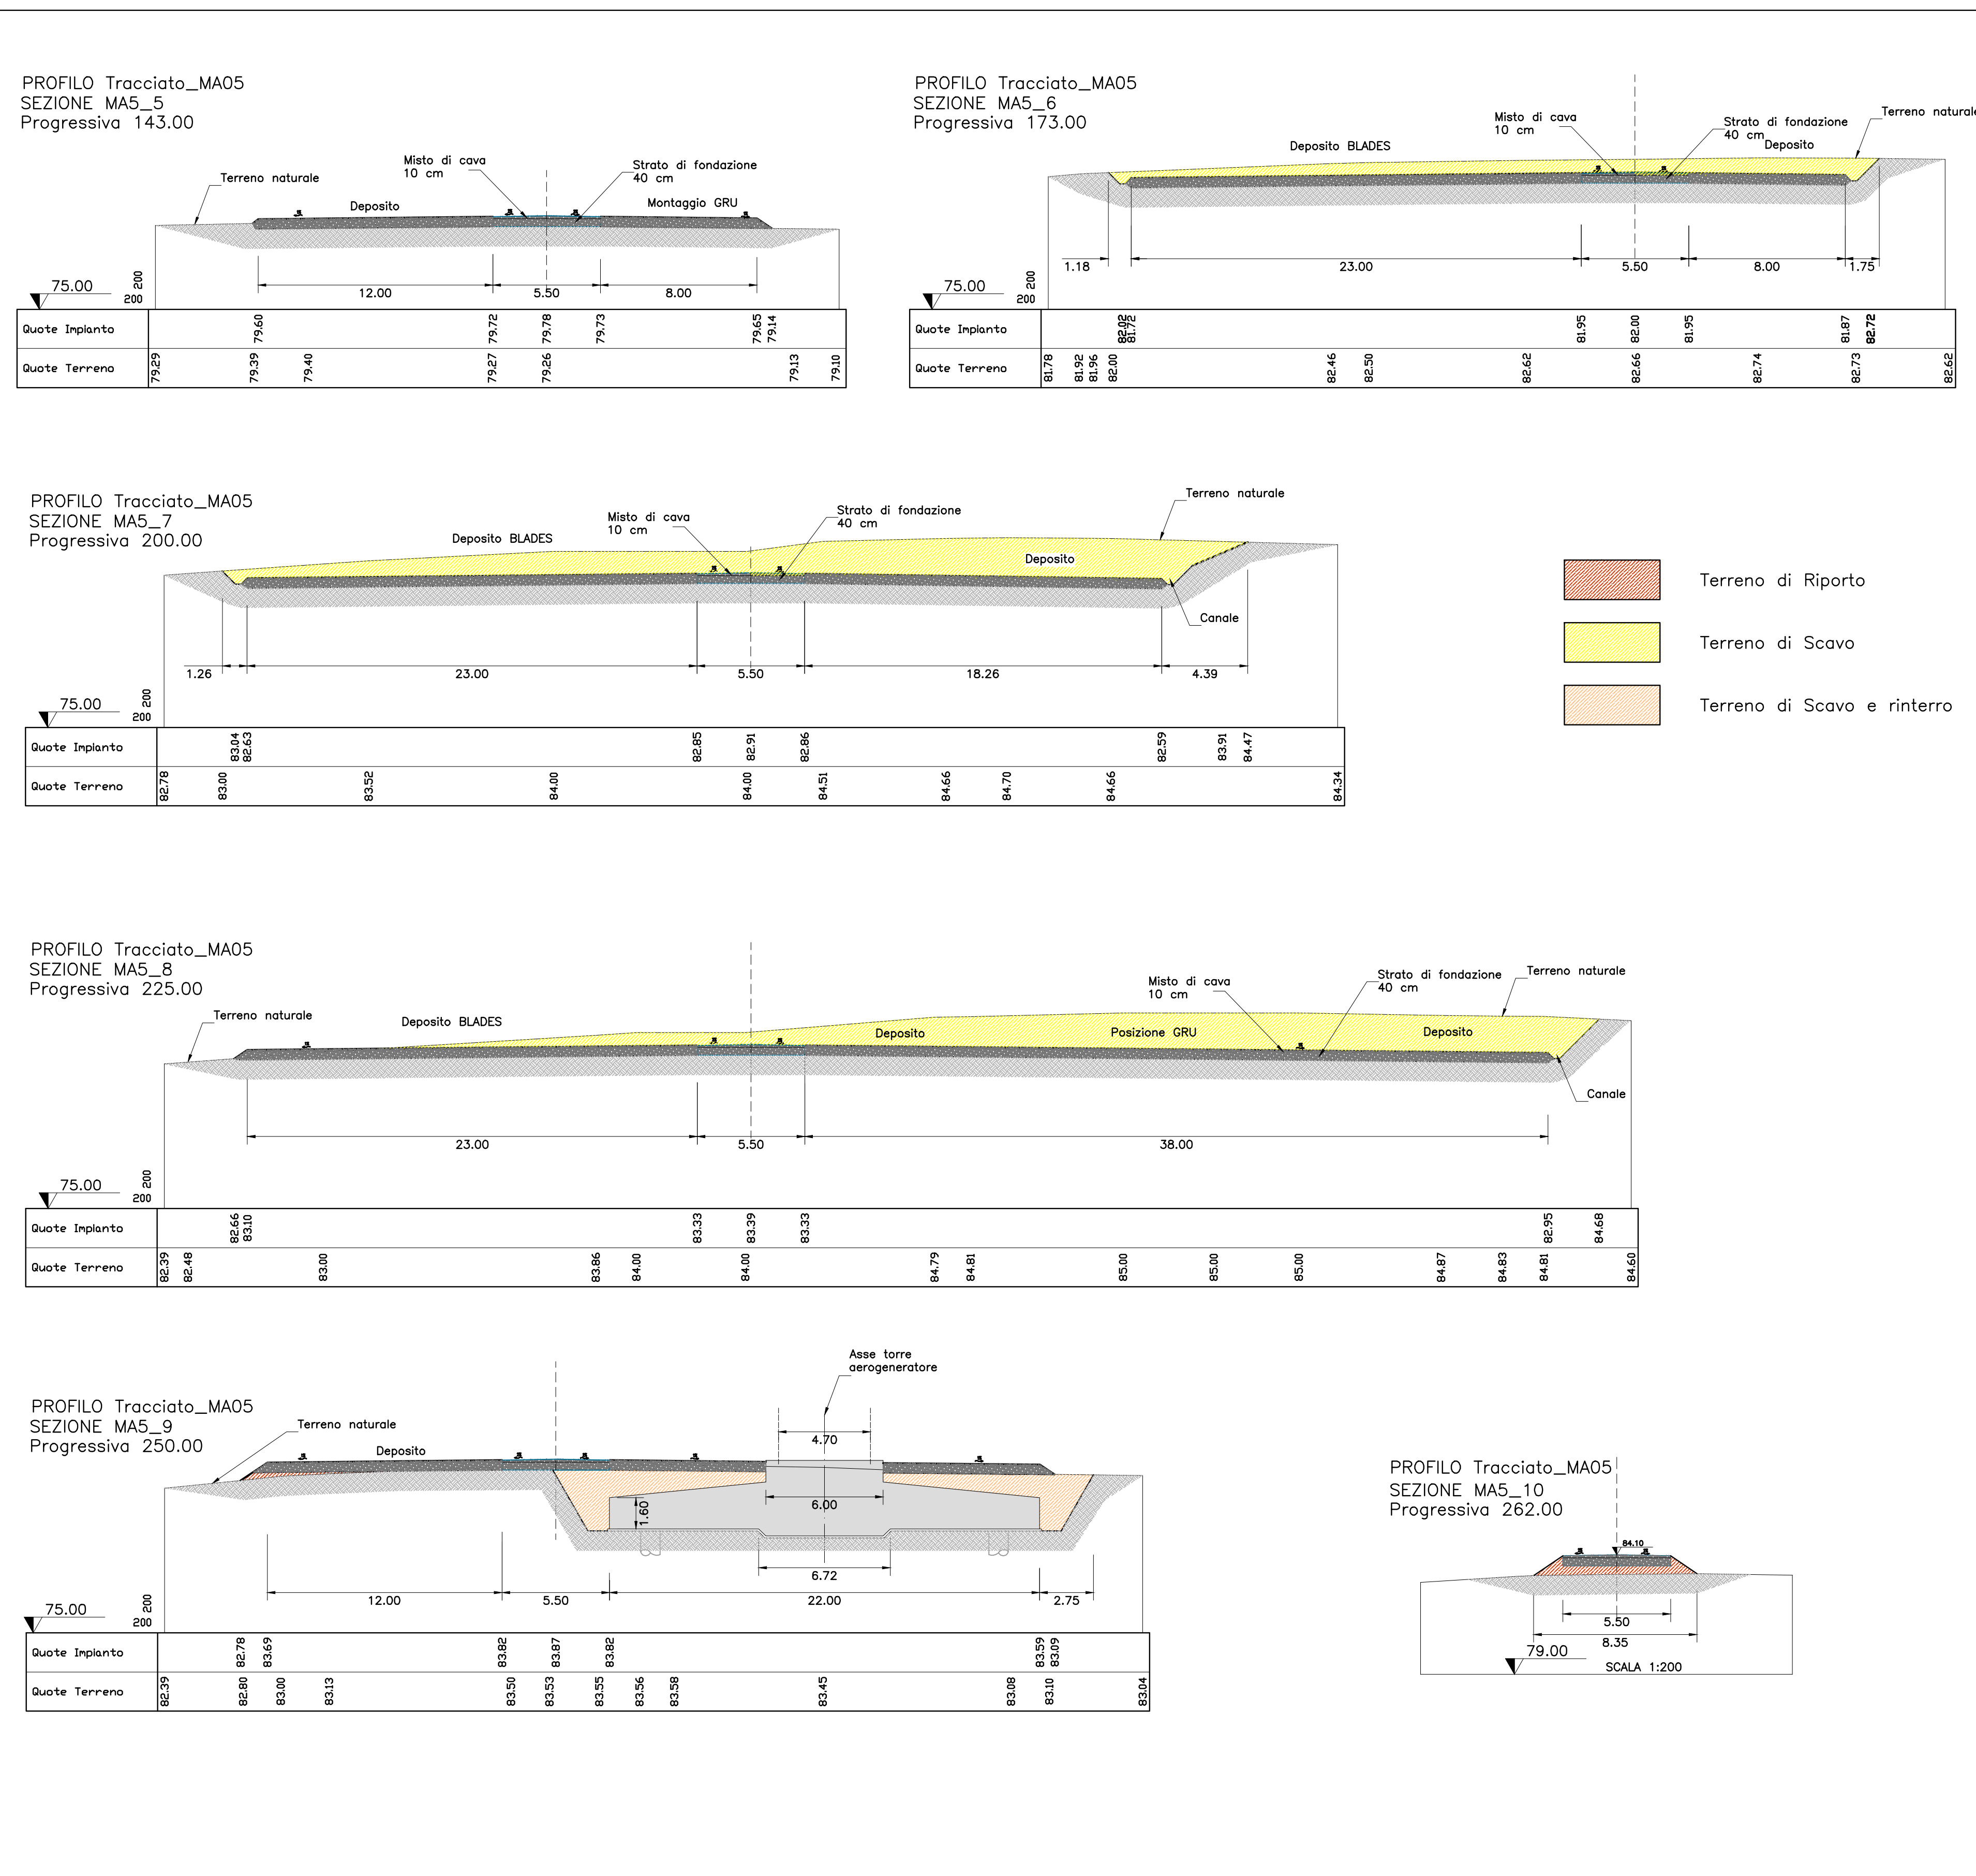 PROFILO Tracciato_MA05
SEZIONE MA5_5
Progressiva 143.00
Terreno naturale
Deposito
Misto di cava
10 cm
Strato di fondazione
40 cm
Montaggio GRU
12.00 5.50 8.00
75.00
200 200
Quote Impianto 79.60 79.72 79.78 79.73 79.65 79.14
Quote Terreno 79.29 79.39 79.40 79.27 79.26 79.13 79.10
PROFILO Tracciato_MA05
SEZIONE MA5_6
Progressiva 173.00
Deposito BLADES
Misto di cava
10 cm
Strato di fondazione
40 cm
Deposito
Terreno naturale
1.18 23.00 5.50 8.00 1.75
75.00
200 200
Quote Impianto 82.02 81.72 81.95 82.00 81.95 81.87 82.72
Quote Terreno 81.78 81.92 81.96 82.00 82.46 82.50 82.62 82.66 82.74 82.73 82.62
PROFILO Tracciato_MA05
SEZIONE MA5_7
Progressiva 200.00
Deposito BLADES
Misto di cava
10 cm
Strato di fondazione
40 cm
Terreno naturale
Deposito
Canale
1.26 23.00 5.50 18.26 4.39
75.00
200 200
Quote Impianto 83.04 82.63 82.85 82.91 82.86 82.59 83.91 84.47
Quote Terreno 82.78 83.00 83.52 84.00 84.00 84.51 84.66 84.70 84.66 84.34
Terreno di Riporto
Terreno di Scavo
Terreno di Scavo e rinterro
PROFILO Tracciato_MA05
SEZIONE MA5_8
Progressiva 225.00
Terreno naturale
Deposito BLADES
Deposito
Posizione GRU
Misto di cava
10 cm
Strato di fondazione
40 cm
Deposito
Terreno naturale
Canale
23.00 5.50 38.00
75.00
200 200
Quote Impianto 82.66 83.10 83.33 83.39 83.33 82.95 84.68
Quote Terreno 82.39 82.48 83.00 83.86 84.00 84.00 84.79 84.81 85.00 85.00 85.00 84.87 84.83 84.81 84.60
PROFILO Tracciato_MA05
SEZIONE MA5_9
Progressiva 250.00
Terreno naturale
Deposito
Asse torre
aerogeneratore
4.70
6.00
1.60
6.72
12.00 5.50 22.00 2.75
75.00
200 200
Quote Impianto 82.78 83.69 83.82 83.87 83.82 83.59 83.09
Quote Terreno 82.39 82.80 83.00 83.13 83.50 83.53 83.55 83.56 83.58 83.45 83.08 83.10 83.04
PROFILO Tracciato_MA05
SEZIONE MA5_10
Progressiva 262.00
84.10
5.50
8.35
79.00
SCALA 1:200